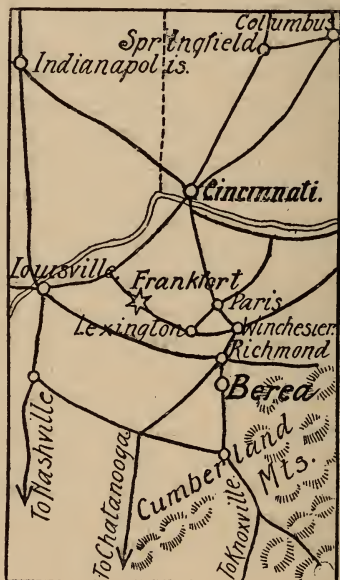 Columbus
Springfield
Indianapolis.
Cincinnati.
Louisville
Frankfort
Paris
Lexington
Winchester
Richmond
Berea
Cumberland
Mts.
To Nashville
To Chatanooga
To Knoxville